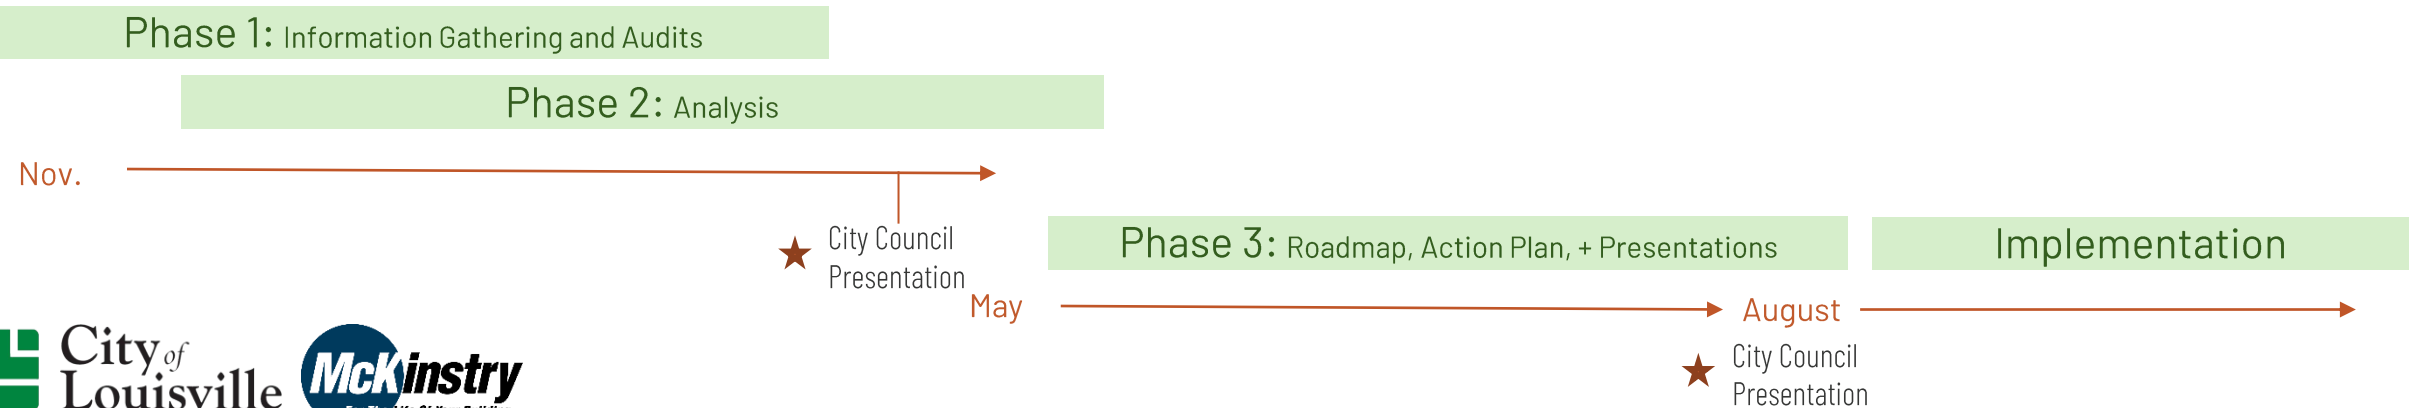 Phase 1: Information Gathering and Audits
Phase 2: Analysis
Nov.
City Council
Presentation
Phase 3: Roadmap, Action Plan, + Presentations
Implementation
May
August
City Council
Presentation
City of
Louisville
McKinstry